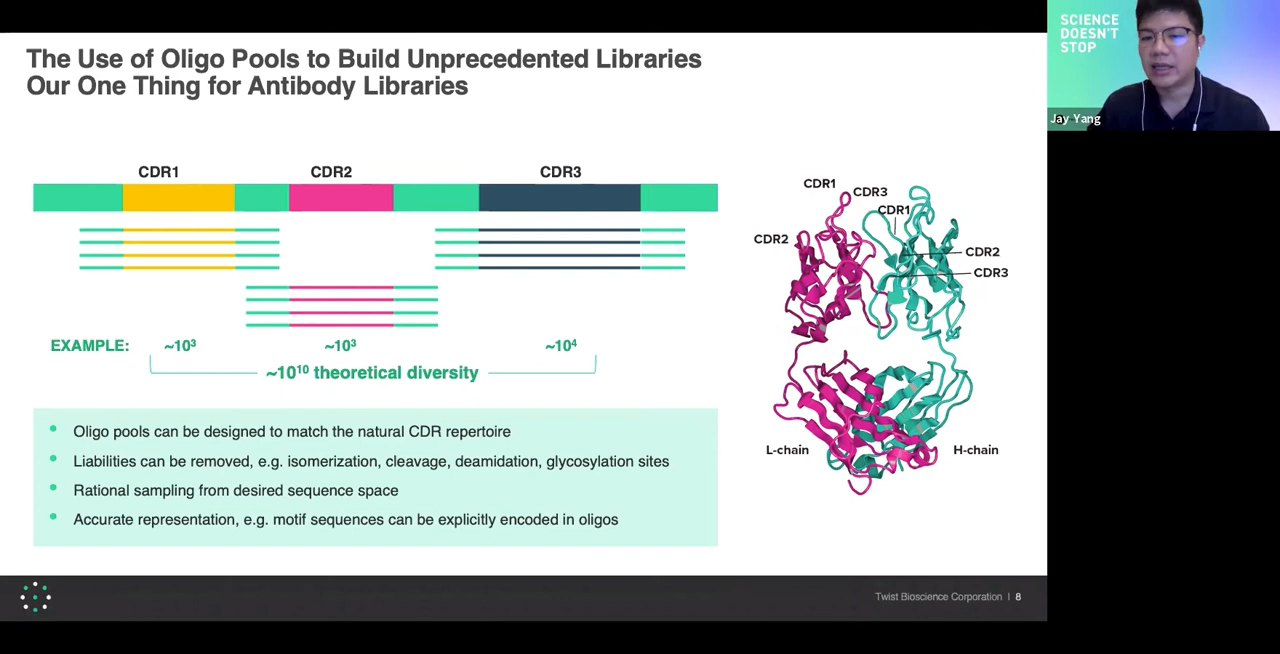 The Use of Oligo Pools to Build Unprecedented Libraries
Our One Thing for Antibody Libraries
SCIENCE
DOESN'T
STOP
Jay Yang
CDR1
CDR2
CDR3
EXAMPLE:
~10³
~10³
~10⁴
~10¹⁰ theoretical diversity
CDR1
CDR3
CDR1
CDR2
CDR2
CDR3
L-chain
H-chain
Oligo pools can be designed to match the natural CDR repertoire
Liabilities can be removed, e.g. isomerization, cleavage, deamidation, glycosylation sites
Rational sampling from desired sequence space
Accurate representation, e.g. motif sequences can be explicitly encoded in oligos
Twist Bioscience Corporation | 8